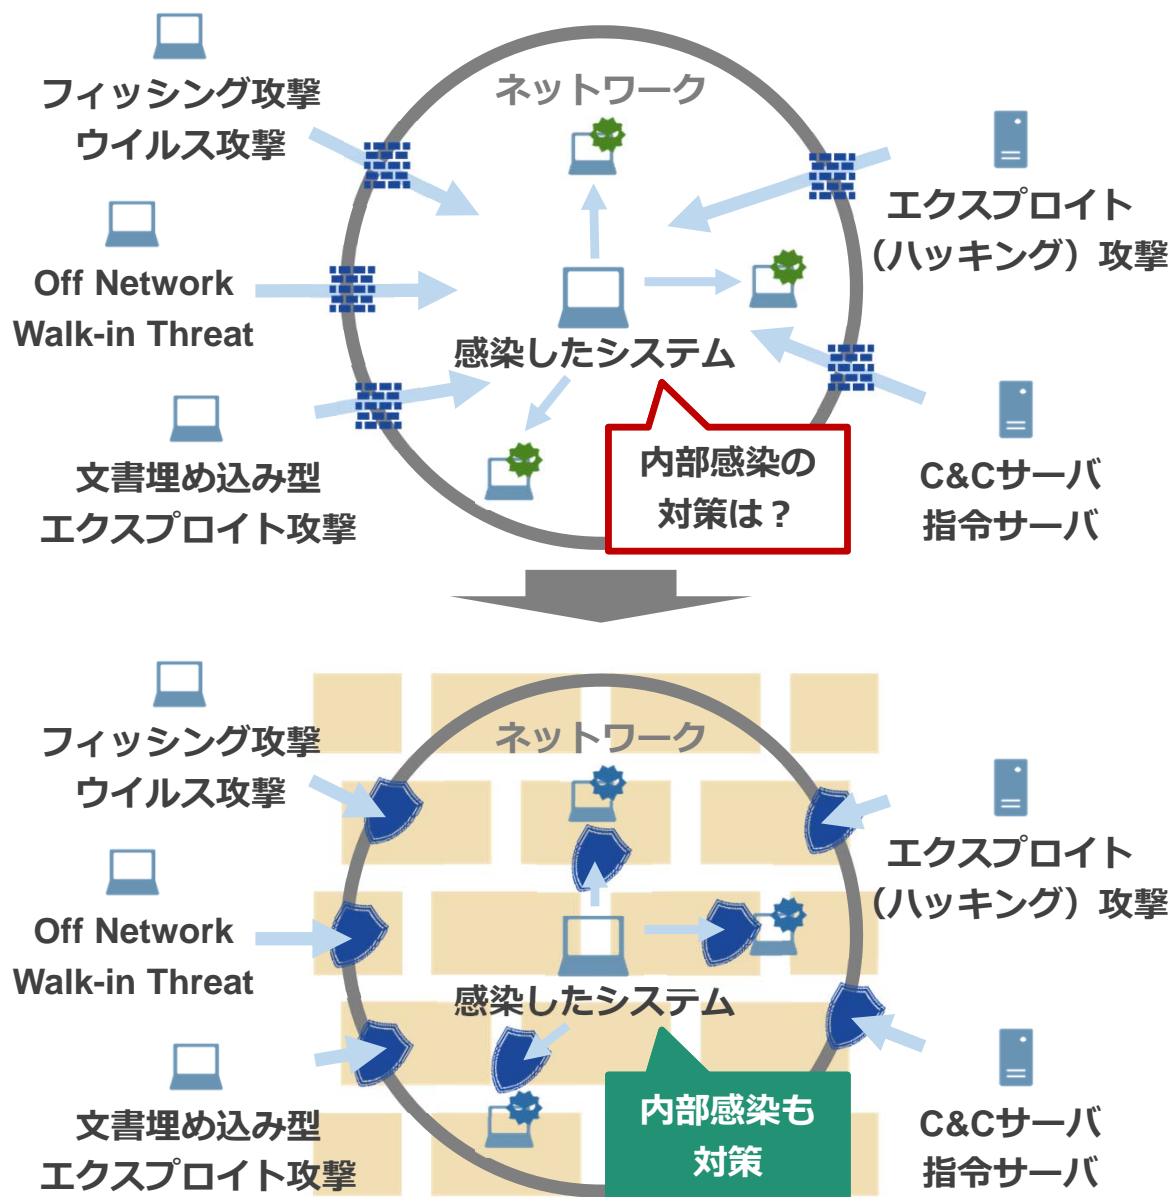 フィッシング攻撃
ウイルス攻撃
ネットワーク
エクスプロイト
（ハッキング）攻撃
Off Network
Walk-in Threat
感染したシステム
内部感染の
対策は？
文書埋め込み型
エクスプロイト攻撃
C&Cサーバ
指令サーバ
フィッシング攻撃
ウイルス攻撃
ネットワーク
エクスプロイト
（ハッキング）攻撃
Off Network
Walk-in Threat
感染したシステム
内部感染も
対策
文書埋め込み型
エクスプロイト攻撃
C&Cサーバ
指令サーバ